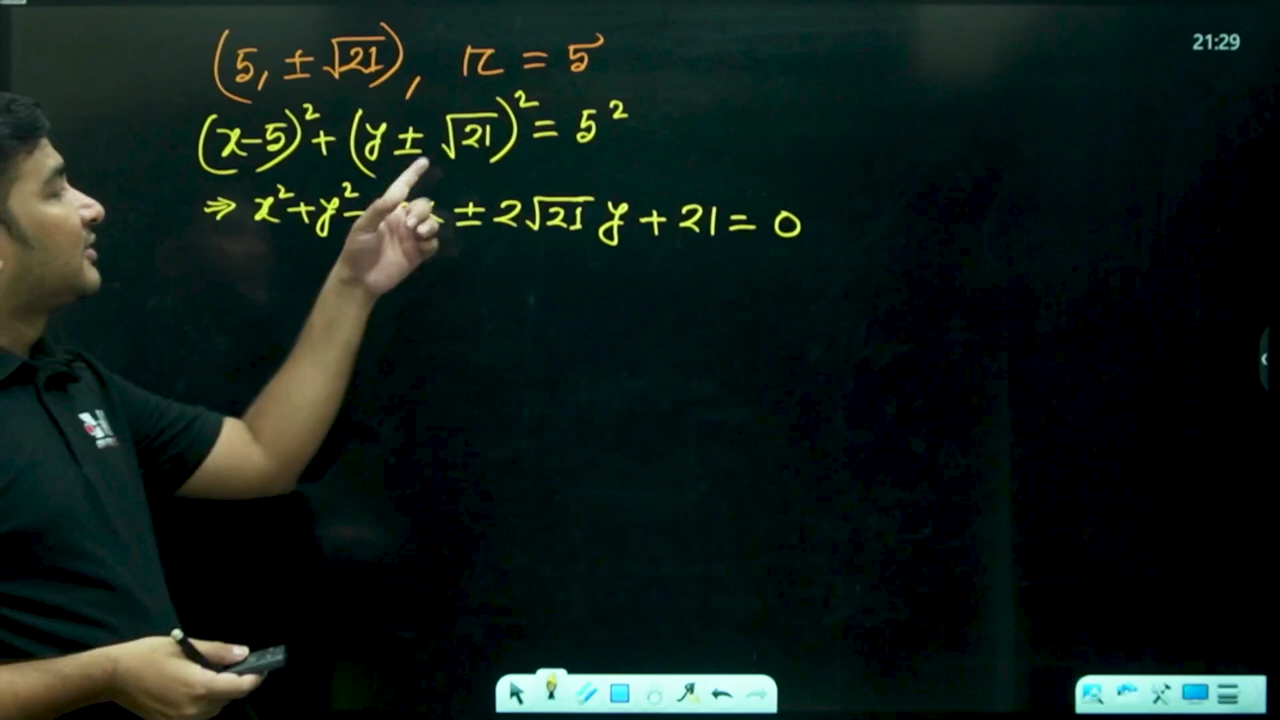 21:29
(5, ±√21), r = 5
(x-5)² + (y ± √21)² = 5²
⇒ x² + y² - ± 2√21 y + 21 = 0